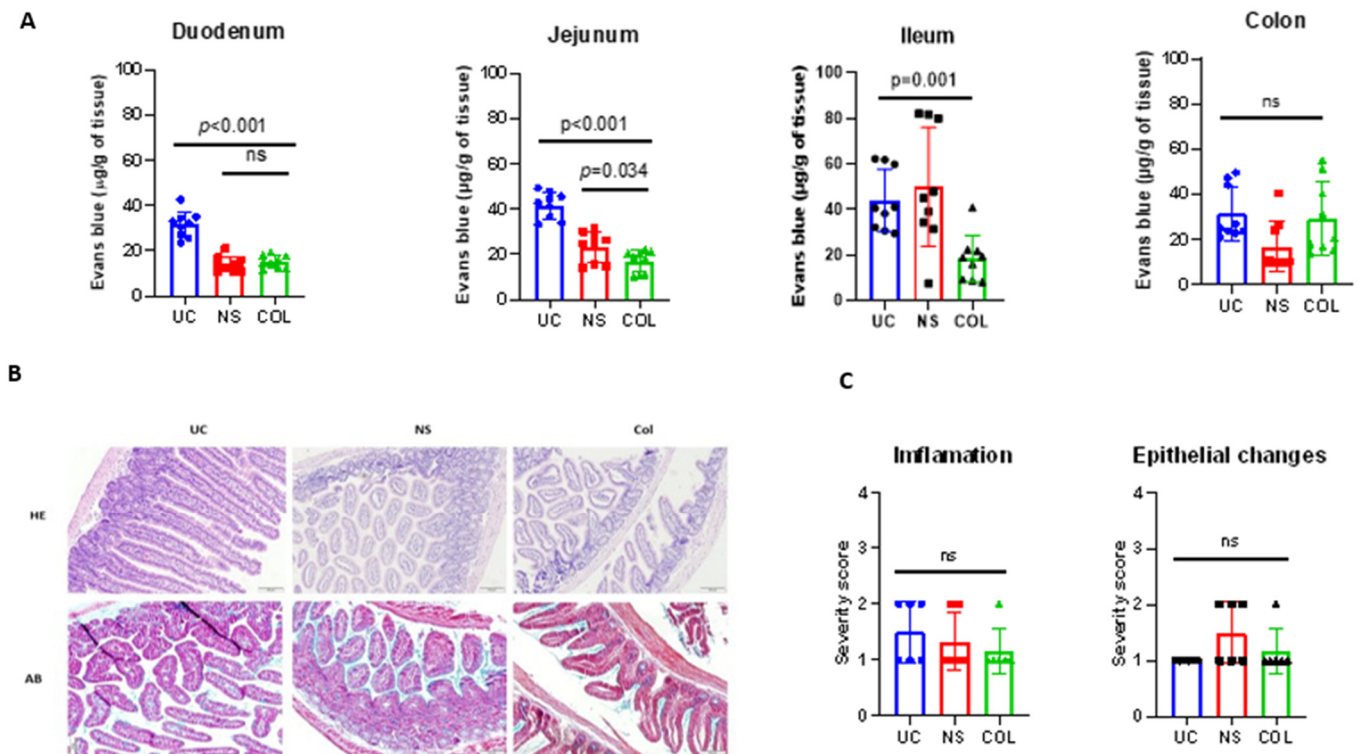 A
Duodenum
Evans blue (μg/g of tissue)
100
80
60
40
20
0
p<0.001
ns
UC NS COL
Jejunum
Evans blue (μg/g of tissue)
100
80
60
40
20
0
p<0.001
p=0.034
UC NS COL
Ileum
Evans blue (μg/g of tissue)
100
80
60
40
20
0
p=0.001
UC NS COL
Colon
Evans blue (μg/g of tissue)
100
80
60
40
20
0
ns
UC NS COL
B
UC NS Col
HE
AB
C
Imflamation
Severity score
4
3
2
1
0
ns
UC NS COL
Epithelial changes
Severity score
4
3
2
1
0
ns
UC NS COL